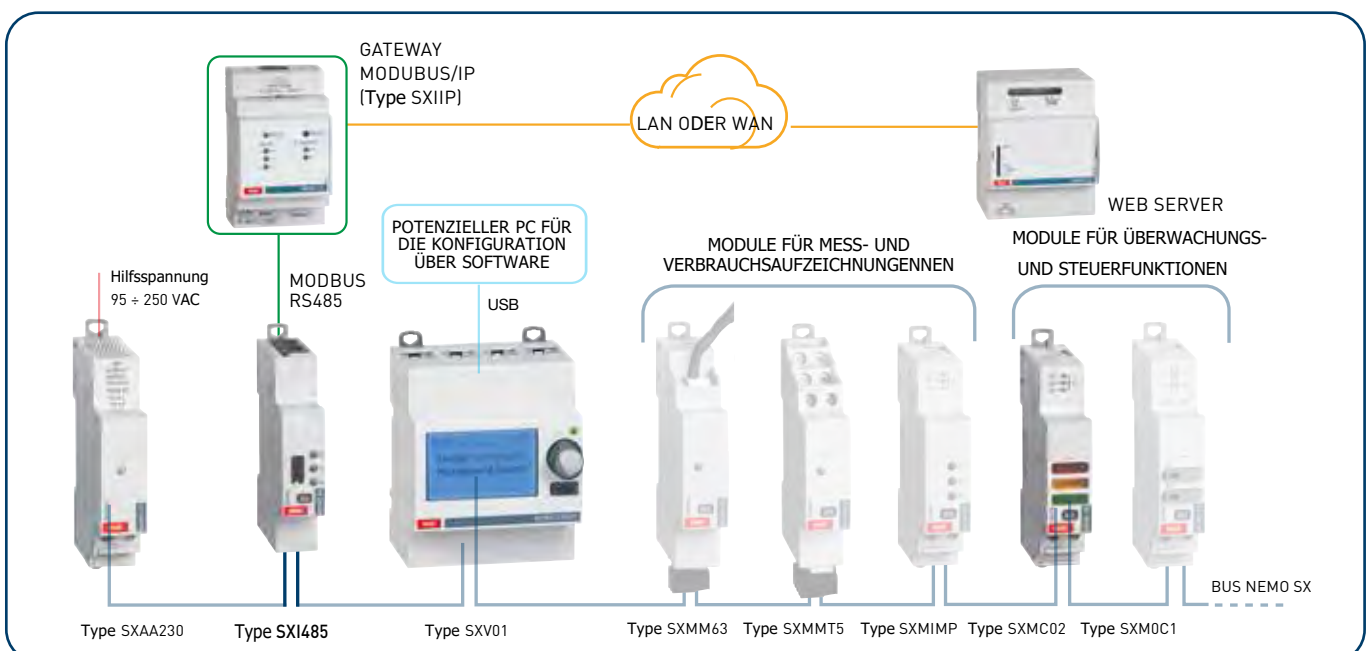 GATEWAY
MODUBUS/IP
(Type SXIIP)
LAN ODER WAN
WEB SERVER
POTENZIELLER PC FÜR
DIE KONFIGURATION
ÜBER SOFTWARE
MODULE FÜR MESS- UND
VERBRAUCHSAUFZEICHNUNGENNEN
MODULE FÜR ÜBERWACHUNGS-
UND STEUERFUNKTIONEN
Hilfsspannung
95 ÷ 250 VAC
MODBUS
RS485
USB
BUS NEMO SX
Type SXAA230
Type SXI485
Type SXV01
Type SXMM63
Type SXMMT5
Type SXMIMP
Type SXMC02
Type SXM0C1